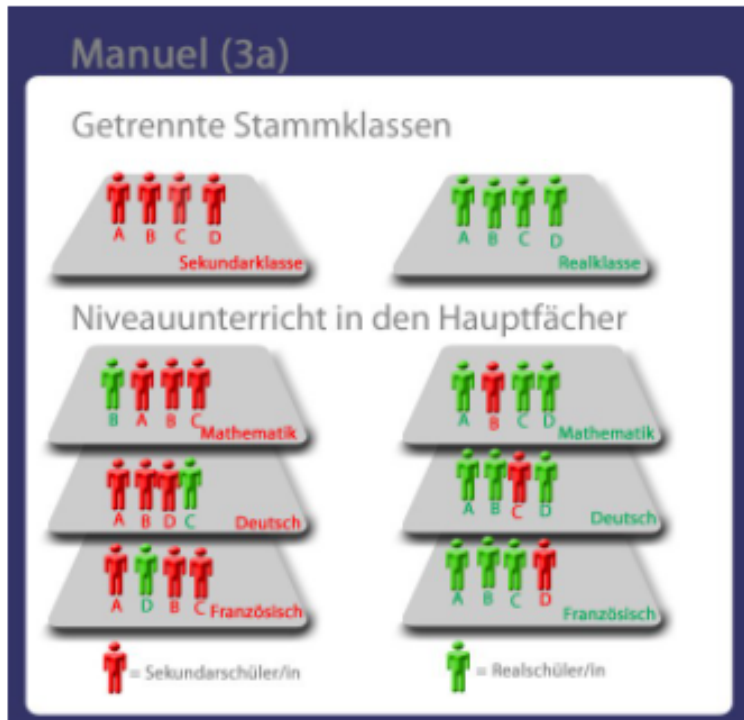 Manuel (3a)
Getrennte Stammklassen
A B C D
Sekundarklasse
A B C D
Realklasse
Niveauunterricht in den Hauptfächer
B A B C
Mathematik
A B C D
Mathematik
A B D C
Deutsch
A B C D
Deutsch
A D B C
Französisch
A B C D
Französisch
= Sekundarschüler/in
= Realschüler/in